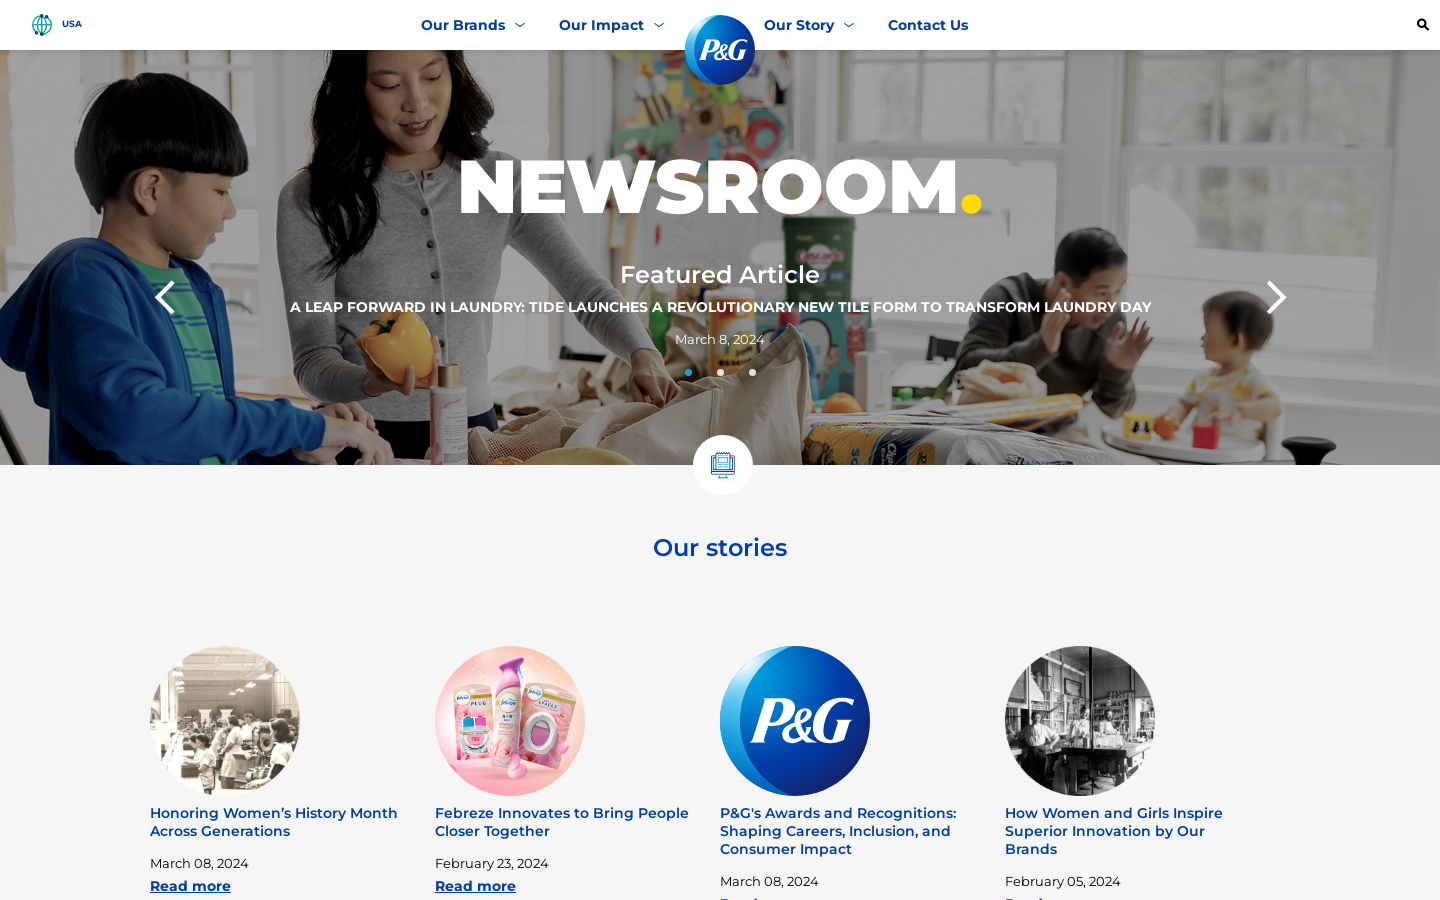 USA
Our Brands
Our Impact
P&G
Our Story
Contact Us
NEWSROOM.
Cascade
Featured Article
A LEAP FORWARD IN LAUNDRY: TIDE LAUNCHES A REVOLUTIONARY NEW TILE FORM TO TRANSFORM LAUNDRY DAY
March 8, 2024
Our stories
PLUG
AIR
P&G
Honoring Women’s History Month
Across Generations
March 08, 2024
Read more
Febreze Innovates to Bring People
Closer Together
February 23, 2024
Read more
P&G's Awards and Recognitions:
Shaping Careers, Inclusion, and
Consumer Impact
March 08, 2024
How Women and Girls Inspire
Superior Innovation by Our
Brands
February 05, 2024